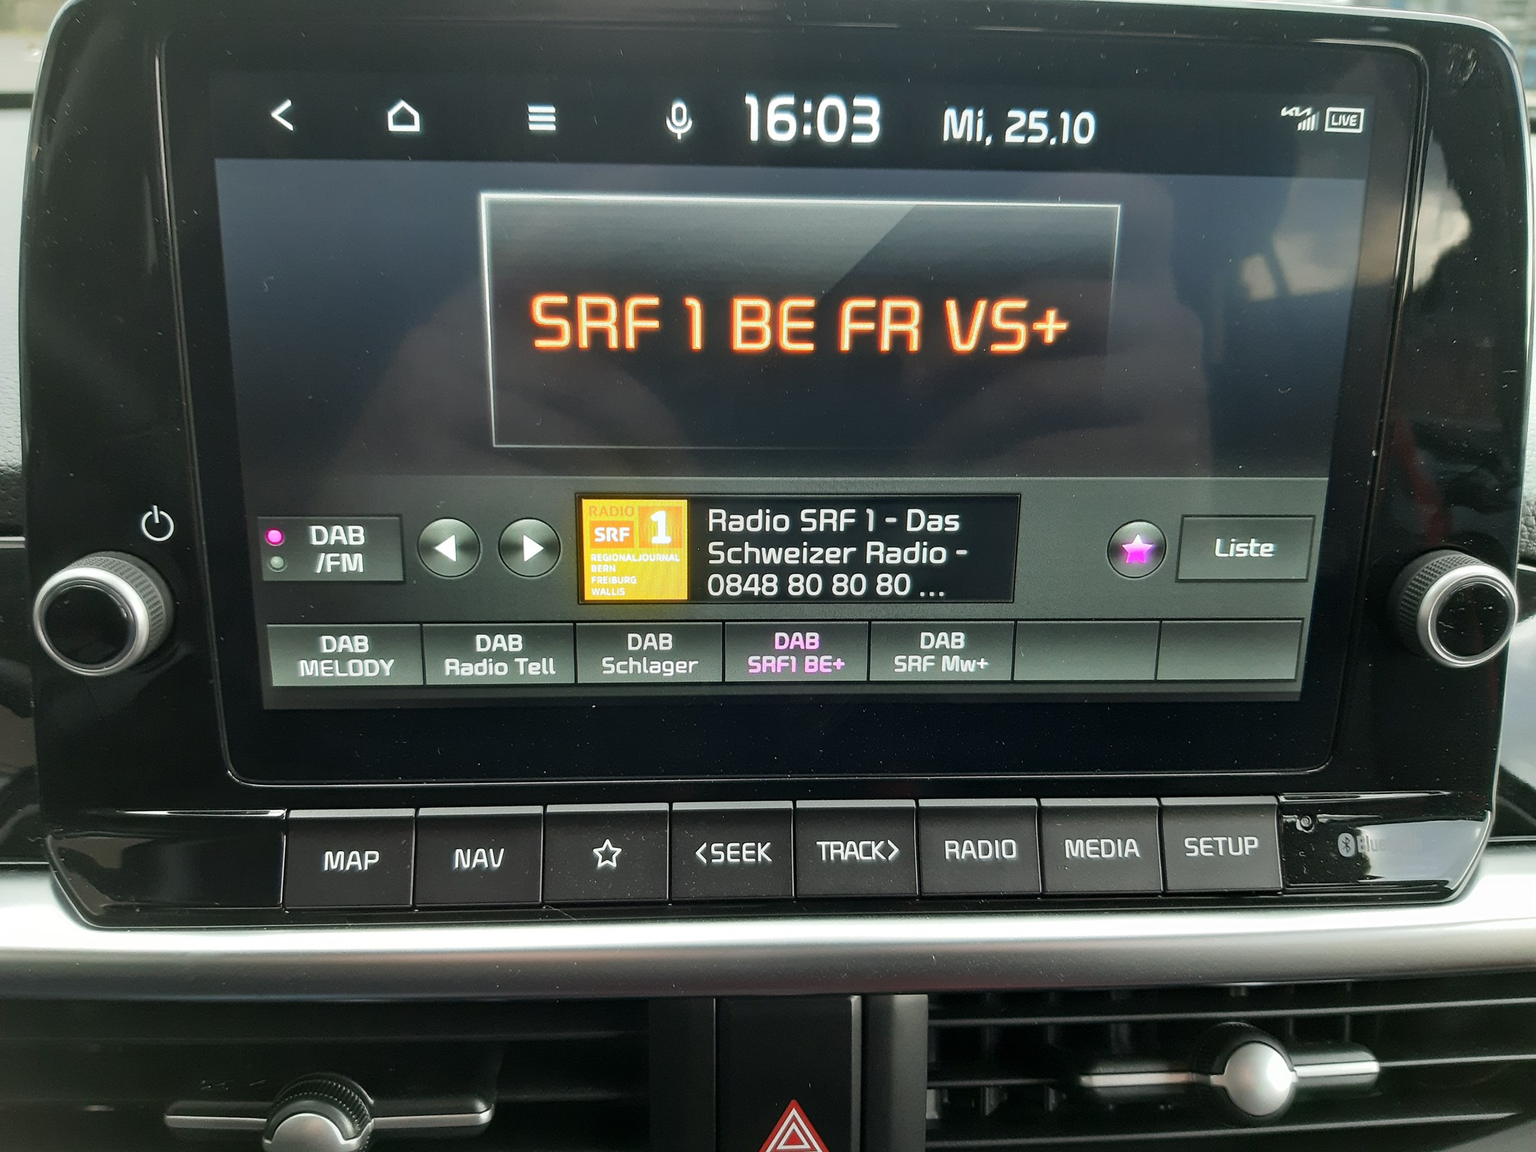 16:03
Mi, 25.10
KIA
LIVE
SRF 1 BE FR VS+
DAB
/FM
RADIO
SRF 1
REGIONALJOURNAL
BERN
FREIBURG
WALLIS
Radio SRF 1 - Das
Schweizer Radio -
0848 80 80 80 ...
Liste
DAB
MELODY
DAB
Radio Tell
DAB
Schlager
DAB
SRF1 BE+
DAB
SRF Mw+
MAP
NAV
<SEEK
TRACK>
RADIO
MEDIA
SETUP